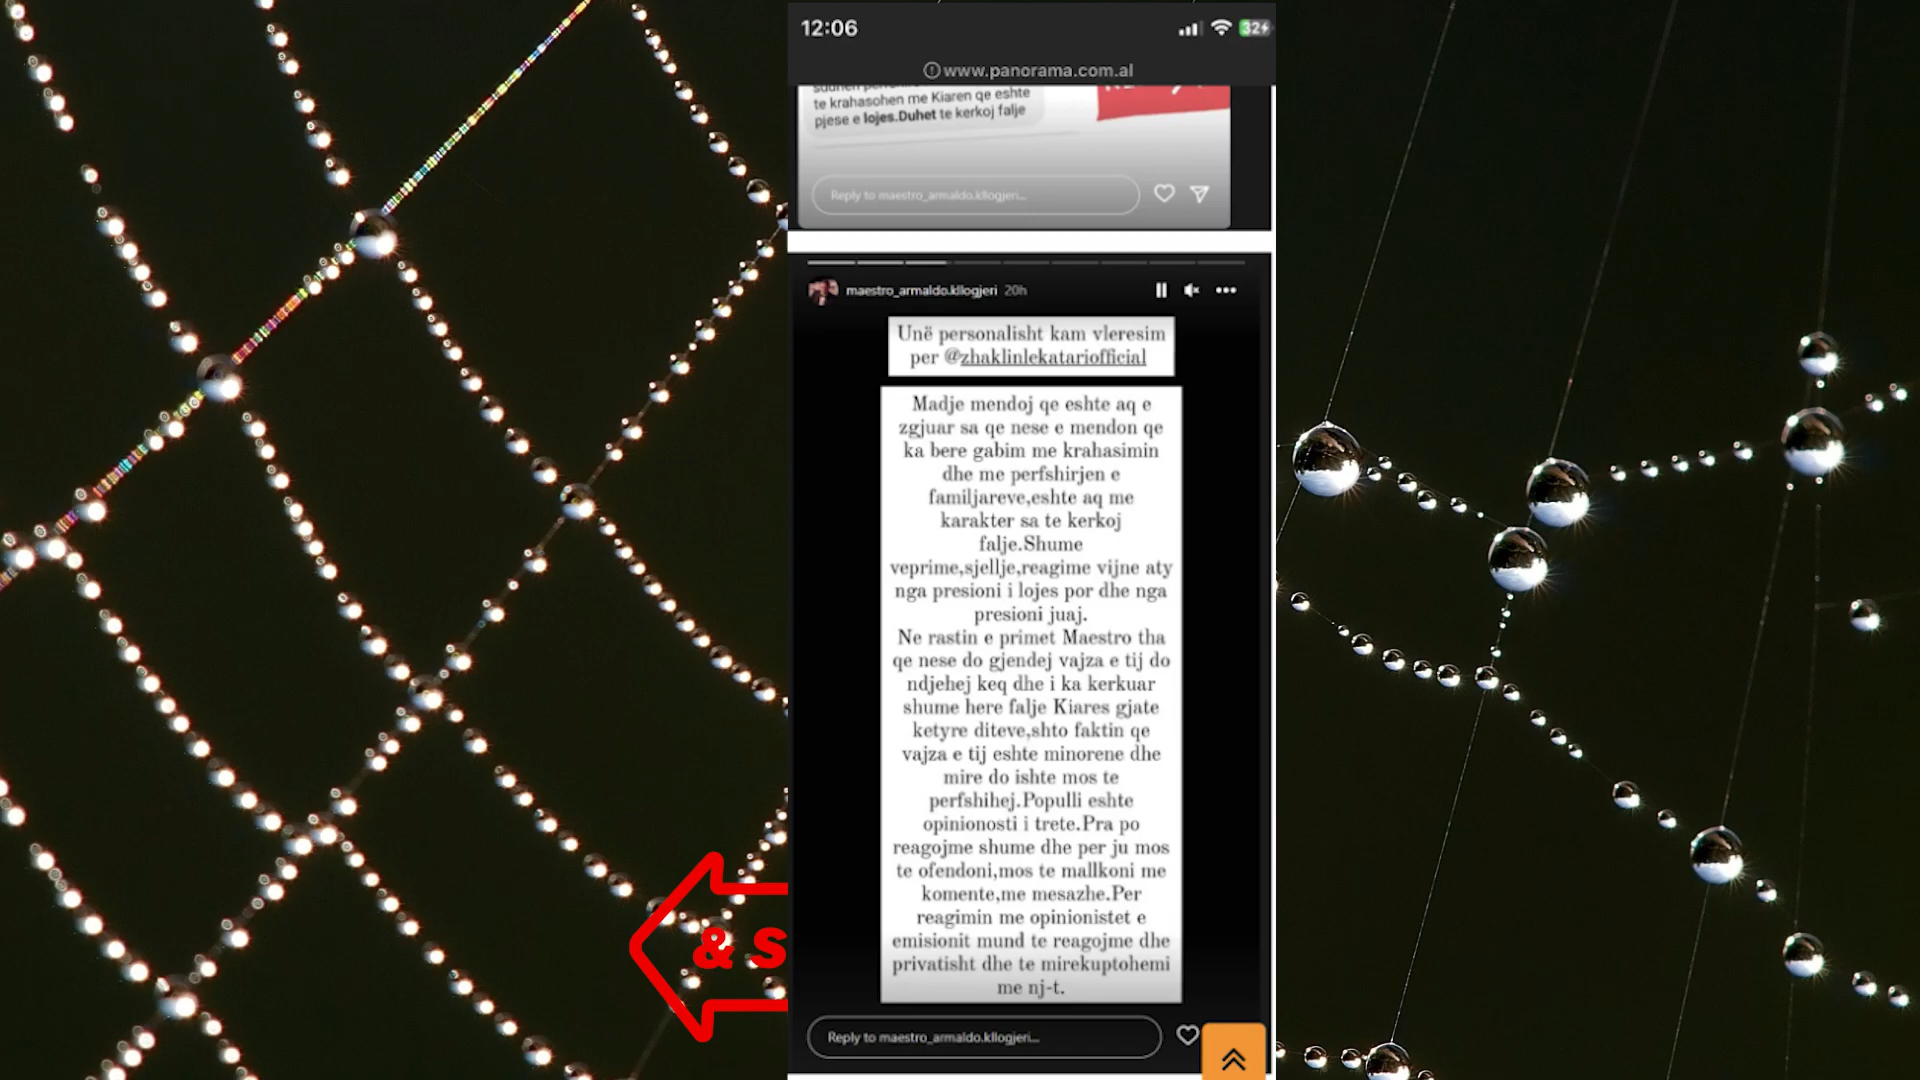 12:06
32
www.panorama.com.al
te krahasohen me Kiaren qe eshte
pjese e lojes.Duhet te kerkoj falje
Reply to maestro_armaldo.kllogjeri...
maestro_armaldo.kllogjeri 20h
Unë personalisht kam vleresim
per @zhaklinlekatariofficial
Madje mendoj qe eshte aq e
zgjuar sa qe nese e mendon qe
ka bere gabim me krahasimin
dhe me perfshirjen e
familjareve,eshte aq me
karakter sa te kerkoj
falje.Shume
veprime,sjellje,reagime vijne aty
nga presioni i lojes por dhe nga
presioni juaj.
Ne rastin e primet Maestro tha
qe nese do gjendej vajza e tij do
ndjehej keq dhe i ka kerkuar
shume here falje Kiares gjate
ketyre diteve,shto faktin qe
vajza e tij eshte minorene dhe
mire do ishte mos te
perfshihej.Populli eshte
opinionosti i trete.Pra po
reagojme shume dhe per ju mos
te ofendoni,mos te mallkoni me
komente,me mesazhe.Per
reagimin me opinionistet e
emisionit mund te reagojme dhe
privatisht dhe te mirekuptohemi
me nj-t.
Reply to maestro_armaldo.kllogjeri...
& S